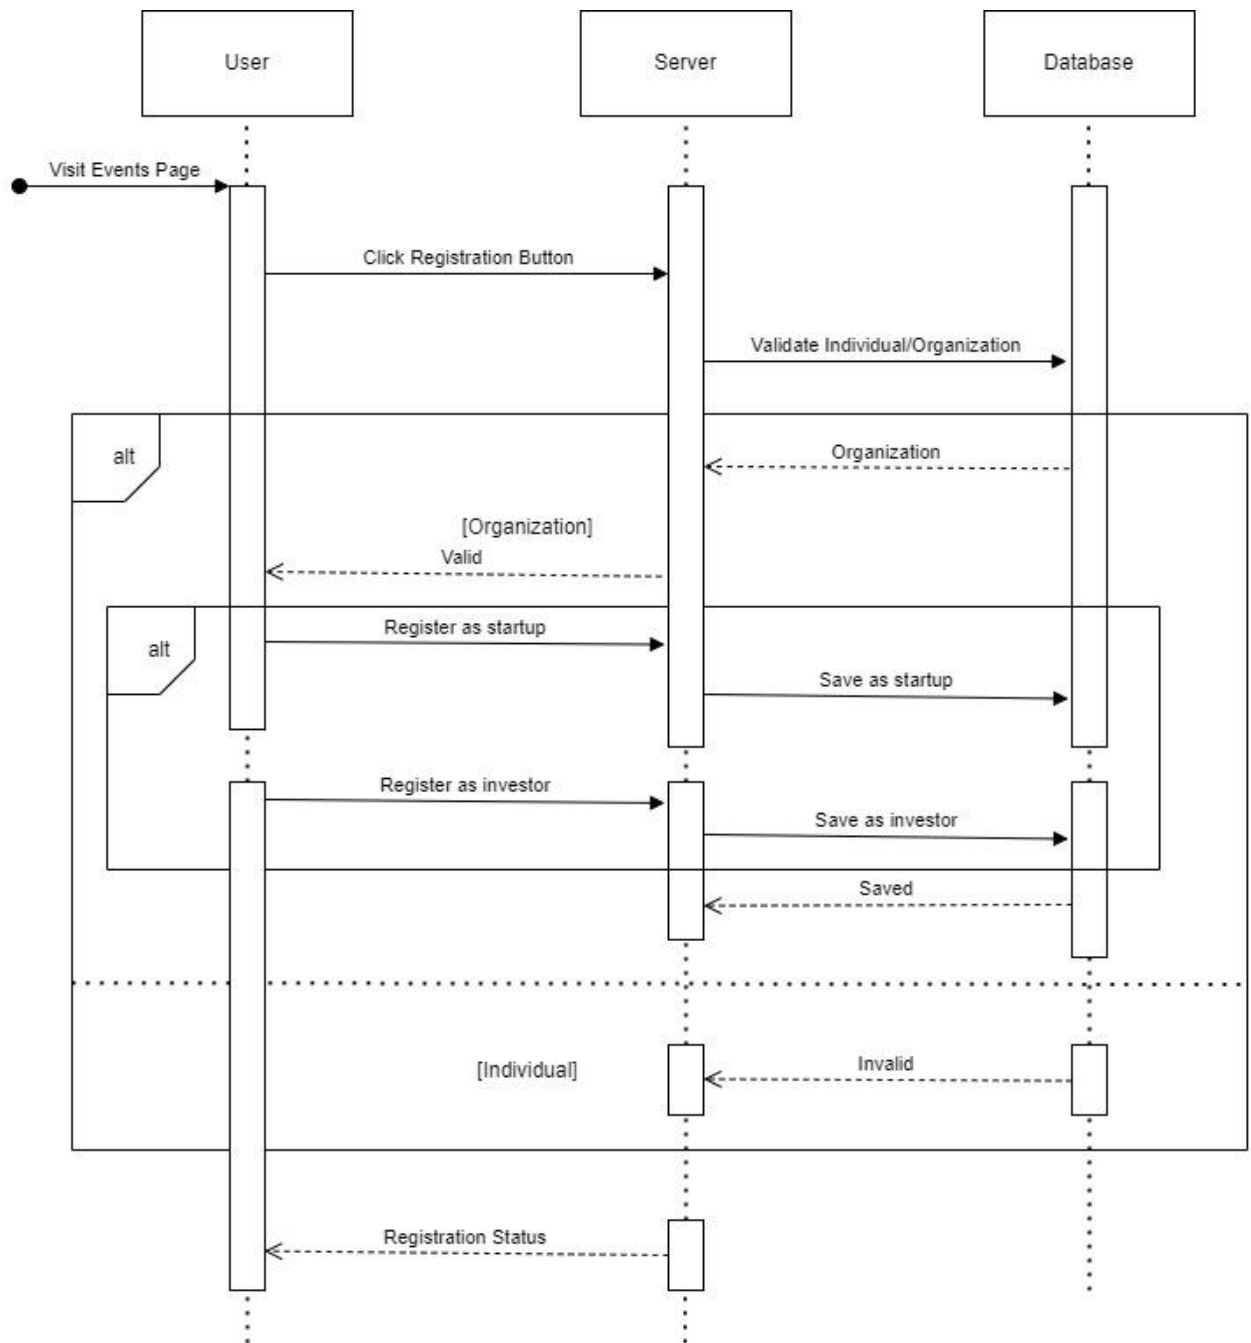 User
Server
Database
Visit Events Page
Click Registration Button
Validate Individual/Organization
alt
Organization
[Organization]
Valid
alt
Register as startup
Save as startup
Register as investor
Save as investor
Saved
[Individual]
Invalid
Registration Status